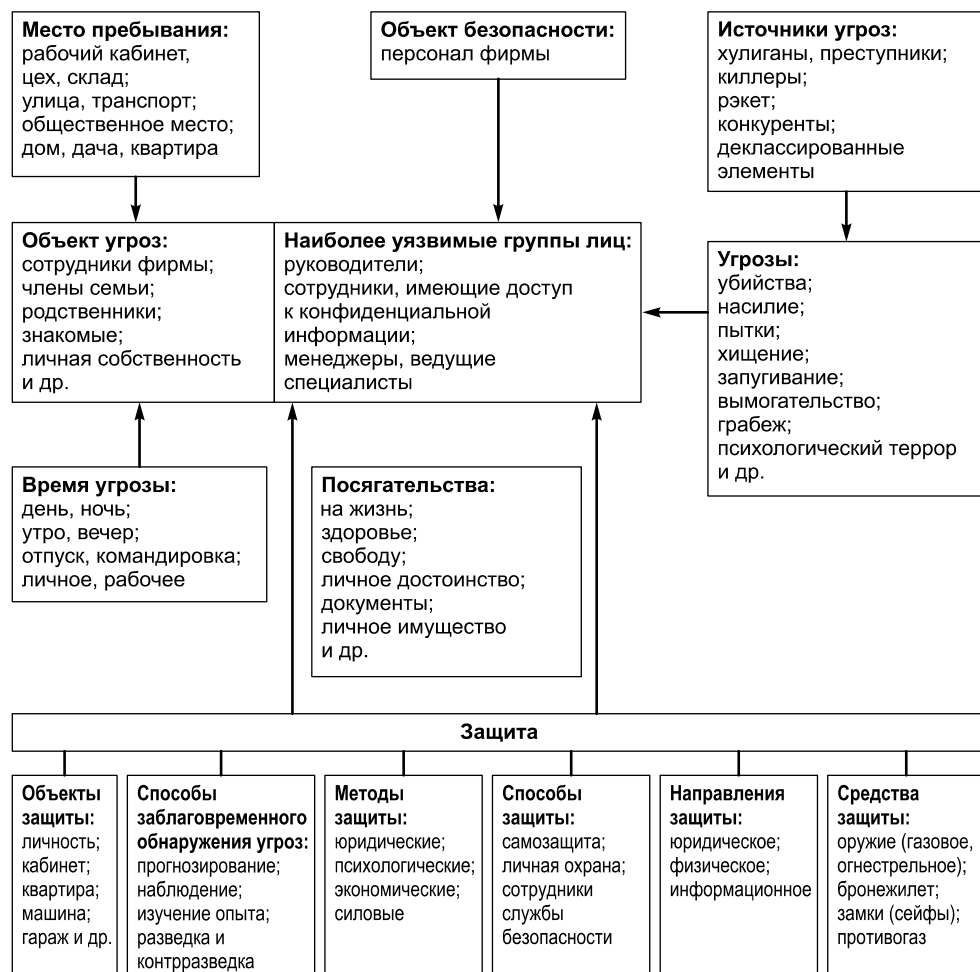 Место пребывания:
рабочий кабинет,
цех, склад;
улица, транспорт;
общественное место;
дом, дача, квартира
Объект безопасности:
персонал фирмы
Источники угроз:
хулиганы, преступники;
киллеры;
рэкет;
конкуренты;
деклассированные
элементы
Объект угроз:
сотрудники фирмы;
члены семьи;
родственники;
знакомые;
личная собственность
и др.
Наиболее уязвимые группы лиц:
руководители;
сотрудники, имеющие доступ
к конфиденциальной
информации;
менеджеры, ведущие
специалисты
Угрозы:
убийства;
насилие;
пытки;
хищение;
запугивание;
вымогательство;
грабеж;
психологический террор
и др.
Время угрозы:
день, ночь;
утро, вечер;
отпуск, командировка;
личное, рабочее
Посягательства:
на жизнь;
здоровье;
свободу;
личное достоинство;
документы;
личное имущество
и др.
Защита
Объекты
защиты:
личность;
кабинет;
квартира;
машина;
гараж и др.
Способы
заблаговременного
обнаружения угроз:
прогнозирование;
наблюдение;
изучение опыта;
разведка и
контрразведка
Методы
защиты:
юридические;
психологические;
экономические;
силовые
Способы
защиты:
самозащита;
личная охрана;
сотрудники
службы
безопасности
Направления
защиты:
юридическое;
физическое;
информационное
Средства
защиты:
оружие (газовое,
огнестрельное);
бронежилет;
замки (сейфы);
противогаз